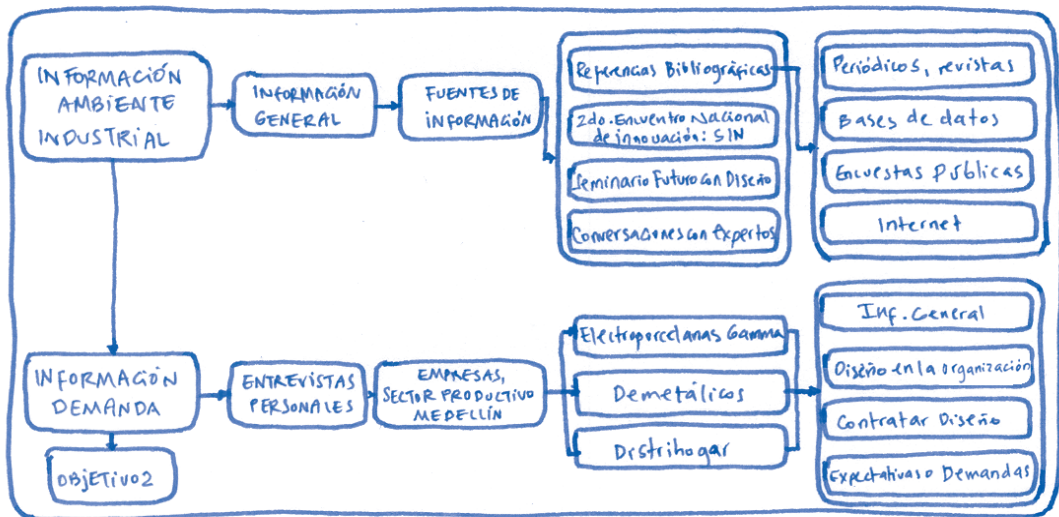 INFORMACIÓN
AMBIENTE
INDUSTRIAL
INFORMACIÓN
GENERAL
FUENTES DE
INFORMACIÓN
Referencias Bibliográficas
2do. Encuentro Nacional
de innovación: SIN
Seminario Futuro con Diseño
Conversaciones con Expertos
Periódicos, revistas
Bases de datos
Encuestas Públicas
Internet
INFORMACIÓN
DEMANDA
OBJETIVO 2
ENTREVISTAS
PERSONALES
EMPRESAS,
SECTOR PRODUCTIVO
MEDELLÍN
Electroporcelanas Gamma
Demetálicos
Distrihogar
Inf. General
Diseño en la organización
Contratar Diseño
Expectativas o Demandas